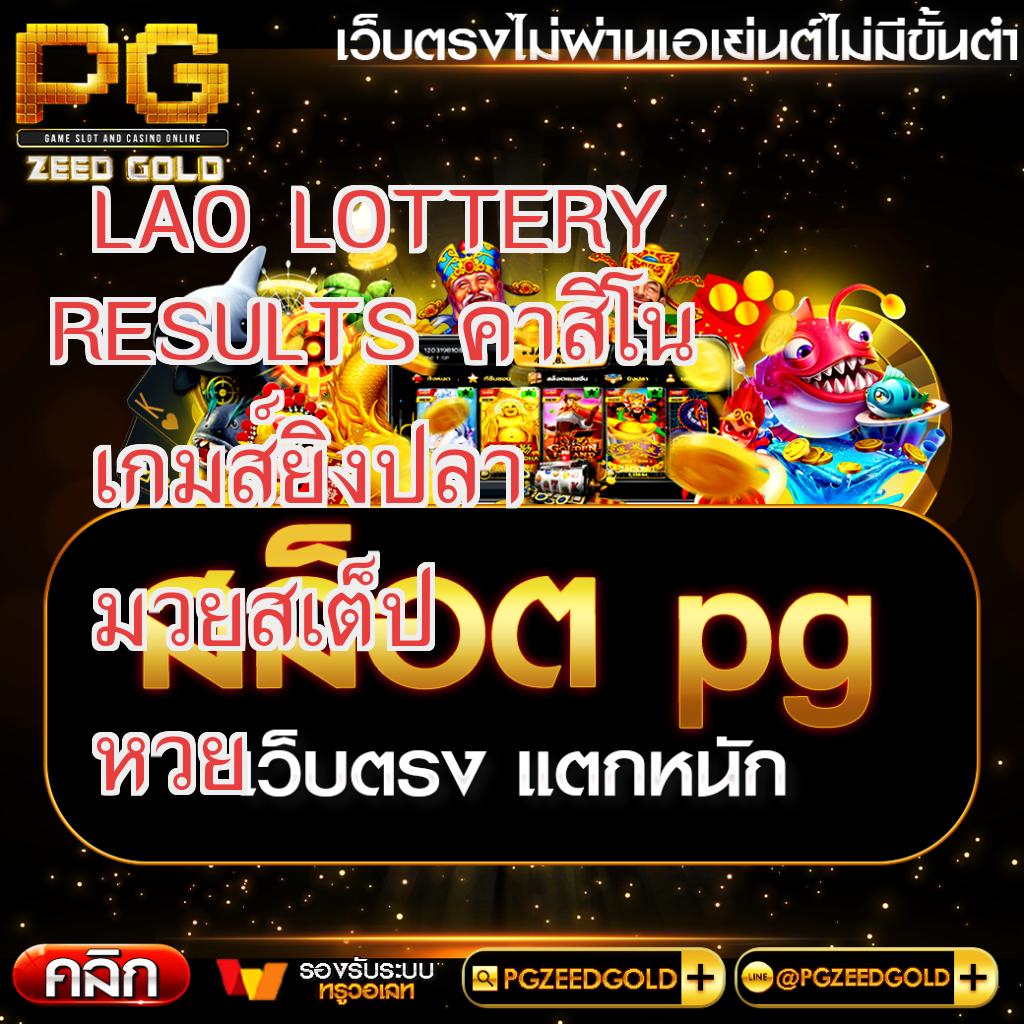 เว็บตรงไม่ผ่านเอเย่นต์ไม่มีขั้นต่ำ
PG
GAME SLOT AND CASINO ONLINE
ZEED GOLD
LAO LOTTERY
RESULTS คาสิโน
เกมส์ยิงปลา
มวยสเต็ป
สล็อต pg
หวย
เว็บตรง แตกหนัก
คลิก
รองรับระบบ
ทรูวอเลท
PGZEEDGOLD
LINE
@PGZEEDGOLD